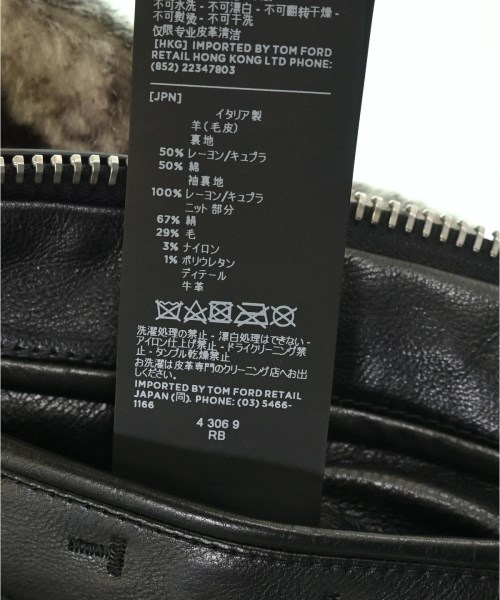 不可水洗 - 不可漂白 - 不可翻转干燥 -
不可熨烫 - 不可干洗
仅限专业皮革清洁
[HKG] IMPORTED BY TOM FORD
RETAIL HONG KONG LTD PHONE:
(852) 22347803
[JPN]
イタリア製
羊(毛皮)
裏地
50% レーヨン/キュプラ
50% 綿
袖裏地
100% レーヨン/キュプラ
ニット部分
67% 絹
29% 毛
3% ナイロン
1% ポリウレタン
ディテール
牛革
洗濯処理の禁止 - 漂白処理はできない -
アイロン仕上げ禁止 - ドライクリーニング禁
止 - タンブル乾燥禁止
お洗濯は皮革専門のクリーニング店へお出
しください。
IMPORTED BY TOM FORD RETAIL
JAPAN (同). PHONE: (03) 5466-
1166
4 306 9
RB